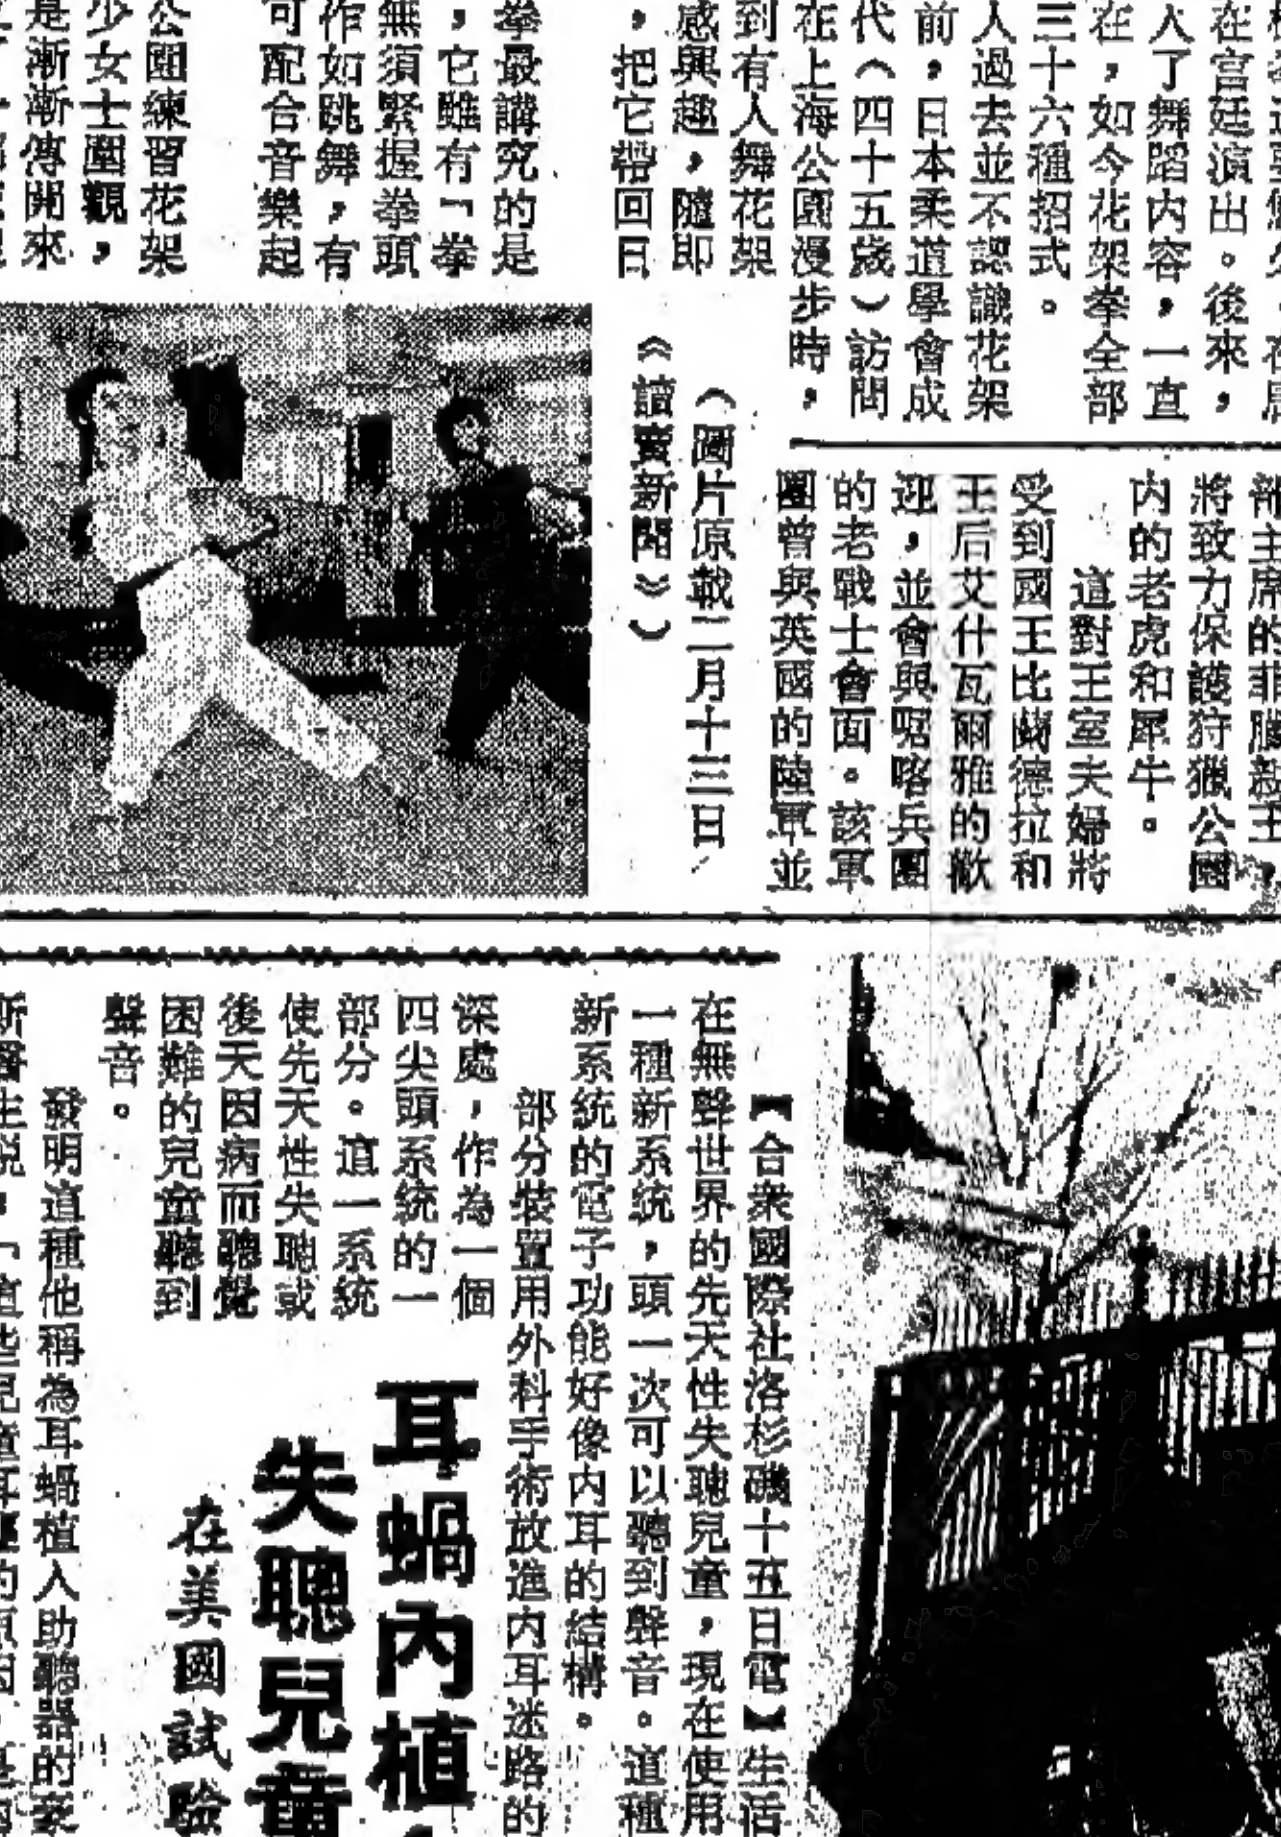 在宮廷演出。後來，
入了舞蹈內容，一直
在，如今花架拳全部
三十六種招式。
人過去並不認識花架
前，日本柔道學會成
代（四十五歲）訪問
在上海公園漫步時，
到有人舞花架
感興趣，隨即
，把它帶回日
拳最講究的是
，它雖有「拳
無須緊握拳頭
作如跳舞，有
可配合音樂起
公園練習花架
少女士圍觀，
是漸漸傳開來
（圖片原載二月十三日
《讀賣新聞》）
將致力保護狩獵公園
內的老虎和犀牛。
這對王室夫婦將
受到國王比蘭德拉和
王后艾什瓦爾雅的歡
迎，並會與啹喀兵團
的老戰士會面。該軍
團曾與英國的陸軍並
【合衆國際社洛杉磯十五日電】生活
在無聲世界的先天性失聰兒童，現在使用
一種新系統，頭一次可以聽到聲音。這種
新系統的電子功能好像內耳的結構。
部分裝置用外科手術放進內耳迷路的
深處，作為一個
四尖頭系統的一
部分。這一系統
使先天性失聰或
後天因病而聽覺
困難的兒童聽到
聲音。
耳蝸內植
失聰兒童
在美國試驗
發明這種他稱為耳蝸植入助聽器的家